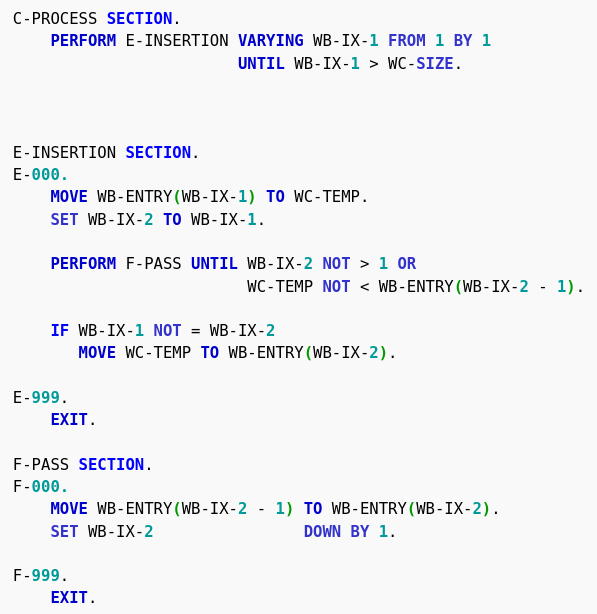 C-PROCESS SECTION.
PERFORM E-INSERTION VARYING WB-IX-1 FROM 1 BY 1
UNTIL WB-IX-1 > WC-SIZE.
E-INSERTION SECTION.
E-000.
MOVE WB-ENTRY(WB-IX-1) TO WC-TEMP.
SET WB-IX-2 TO WB-IX-1.
PERFORM F-PASS UNTIL WB-IX-2 NOT > 1 OR
WC-TEMP NOT < WB-ENTRY(WB-IX-2 - 1).
IF WB-IX-1 NOT = WB-IX-2
MOVE WC-TEMP TO WB-ENTRY(WB-IX-2).
E-999.
EXIT.
F-PASS SECTION.
F-000.
MOVE WB-ENTRY(WB-IX-2 - 1) TO WB-ENTRY(WB-IX-2).
SET WB-IX-2 DOWN BY 1.
F-999.
EXIT.